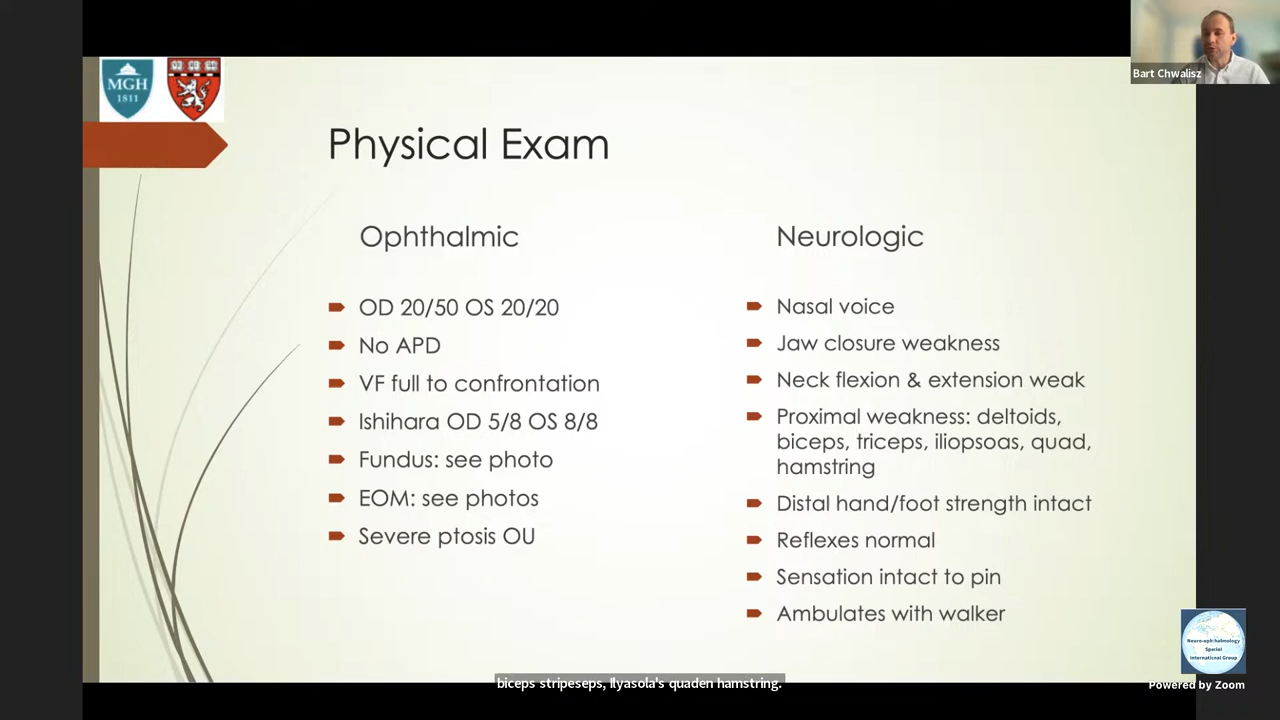 Bart Chwalisz
MGH
1811
Physical Exam
Ophthalmic
OD 20/50 OS 20/20
No APD
VF full to confrontation
Ishihara OD 5/8 OS 8/8
Fundus: see photo
EOM: see photos
Severe ptosis OU
Neurologic
Nasal voice
Jaw closure weakness
Neck flexion & extension weak
Proximal weakness: deltoids,
biceps, triceps, iliopsoas, quad,
hamstring
Distal hand/foot strength intact
Reflexes normal
Sensation intact to pin
Ambulates with walker
Neuro-ophthalmology
Special
International Group
Powered by Zoom
biceps stripeseps, Ilyasola's quaden hamstring.